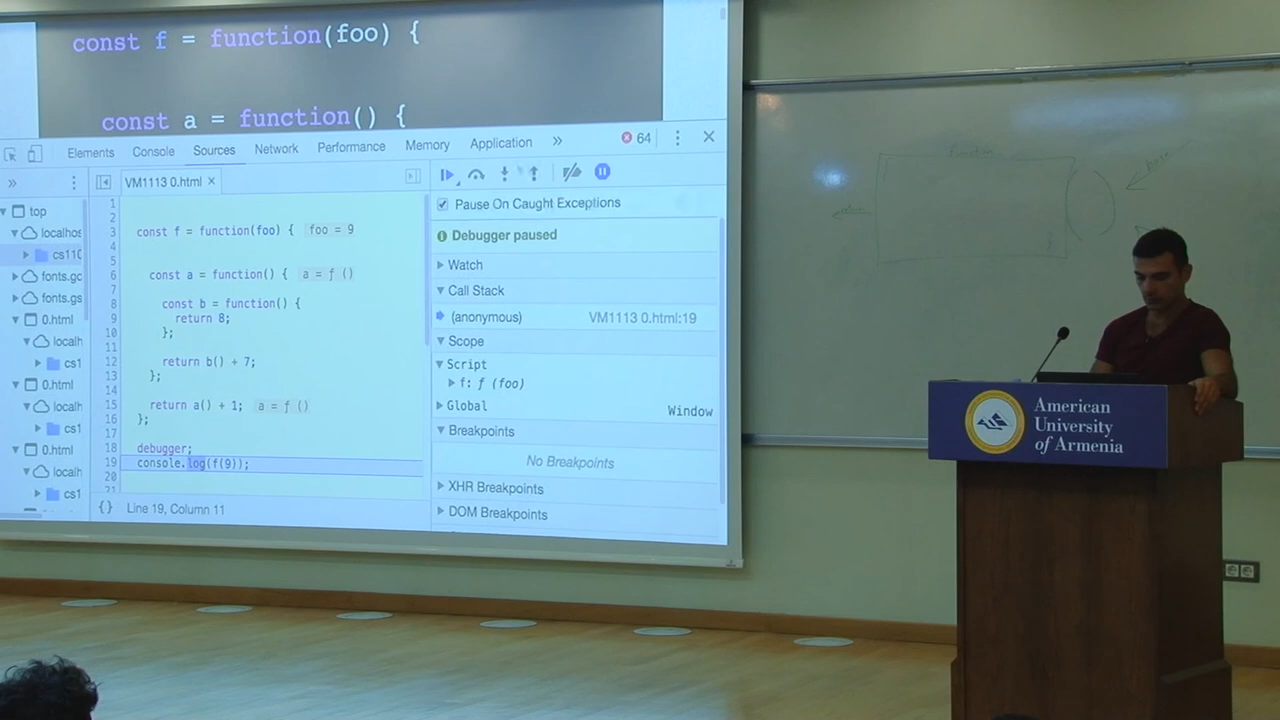 const f = function(foo) {
const a = function() {
Elements Console Sources Network Performance Memory Application » 64
» VM1113 0.html ×
top
localhos
cs110
fonts.gc
fonts.gs
0.html
localh
cs1
0.html
localh
cs1
0.html
localh
cs1
1
2
3 const f = function(foo) { foo = 9
4
5
6 const a = function() { a = ƒ ()
7
8 const b = function() {
9 return 8;
10 };
11
12 return b() + 7;
13 };
14
15 return a() + 1; a = ƒ ()
16 };
17
18 debugger;
19 console.log(f(9));
20
21
{} Line 19, Column 11
Pause On Caught Exceptions
Debugger paused
Watch
Call Stack
(anonymous) VM1113 0.html:19
Scope
Script
f: ƒ (foo)
Global Window
Breakpoints
No Breakpoints
XHR Breakpoints
DOM Breakpoints
function
American
University
of Armenia